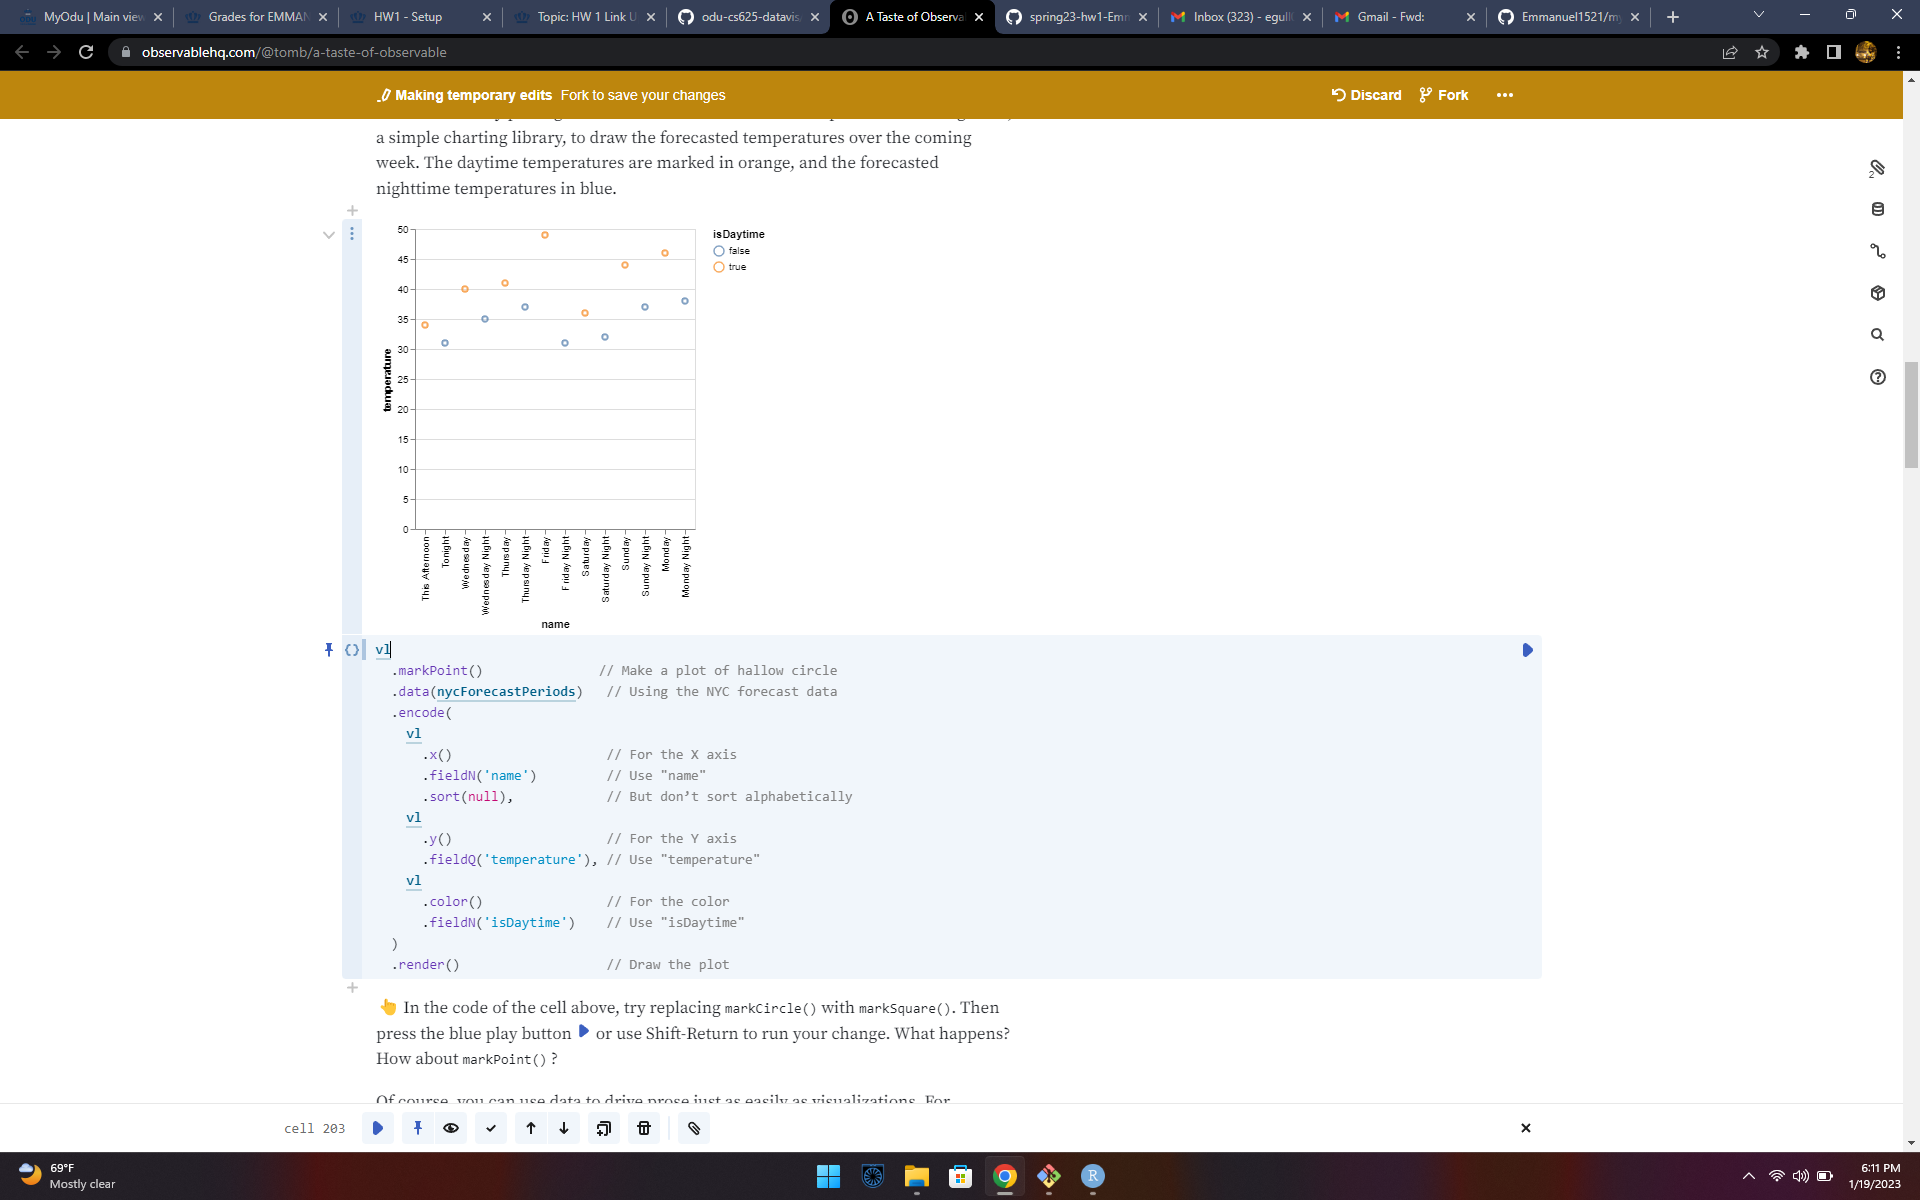 MyOdu | Main view
Grades for EMMAN
HW1 - Setup
Topic: HW 1 Link U
odu-cs625-datavis
A Taste of Observa
spring23-hw1-Emm
Inbox (323) - egull
Gmail - Fwd:
Emmanuel1521/my
observablehq.com/@tomb/a-taste-of-observable
Making temporary edits Fork to save your changes
Discard
Fork
a simple charting library, to draw the forecasted temperatures over the coming
week. The daytime temperatures are marked in orange, and the forecasted
nighttime temperatures in blue.
2
50
45
40
35
30
25
20
15
10
5
0
temperature
This Afternoon
Tonight
Wednesday
Wednesday Night
Thursday
Thursday Night
Friday
Friday Night
Saturday
Saturday Night
Sunday
Sunday Night
Monday
Monday Night
name
isDaytime
false
true
{} vl
.markPoint() // Make a plot of hallow circle
.data(nycForecastPeriods) // Using the NYC forecast data
.encode(
vl
.x() // For the X axis
.fieldN('name') // Use "name"
.sort(null), // But don’t sort alphabetically
vl
.y() // For the Y axis
.fieldQ('temperature'), // Use "temperature"
vl
.color() // For the color
.fieldN('isDaytime') // Use "isDaytime"
)
.render() // Draw the plot
👆 In the code of the cell above, try replacing markCircle() with markSquare(). Then
press the blue play button or use Shift-Return to run your change. What happens?
How about markPoint() ?
Of course, you can use data to drive prose just as easily as visualizations. For
cell 203
69°F
Mostly clear
6:11 PM
1/19/2023